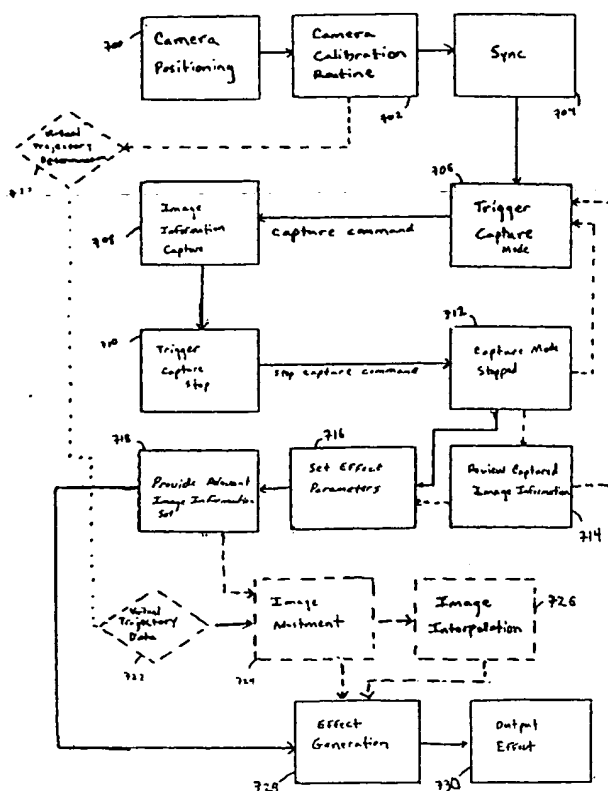 700
Camera
Positioning
Camera
Calibration
Routine
702
Sync
704
Virtual
Trajectory
Determination
706
Trigger
Capture
Mode
capture command
708
Image
Information
Capture
710
Trigger
Capture
Stop
Stop capture command
712
Capture Mode
Stopped
718
Provide Relevant
Image Information
Set
716
Set Effect
Parameters
Review Captured
Image Information
714
Virtual
Trajectory
Data
722
Image
Adjustment
724
Image
Interpolation
726
Effect
Generation
728
Output
Effect
730